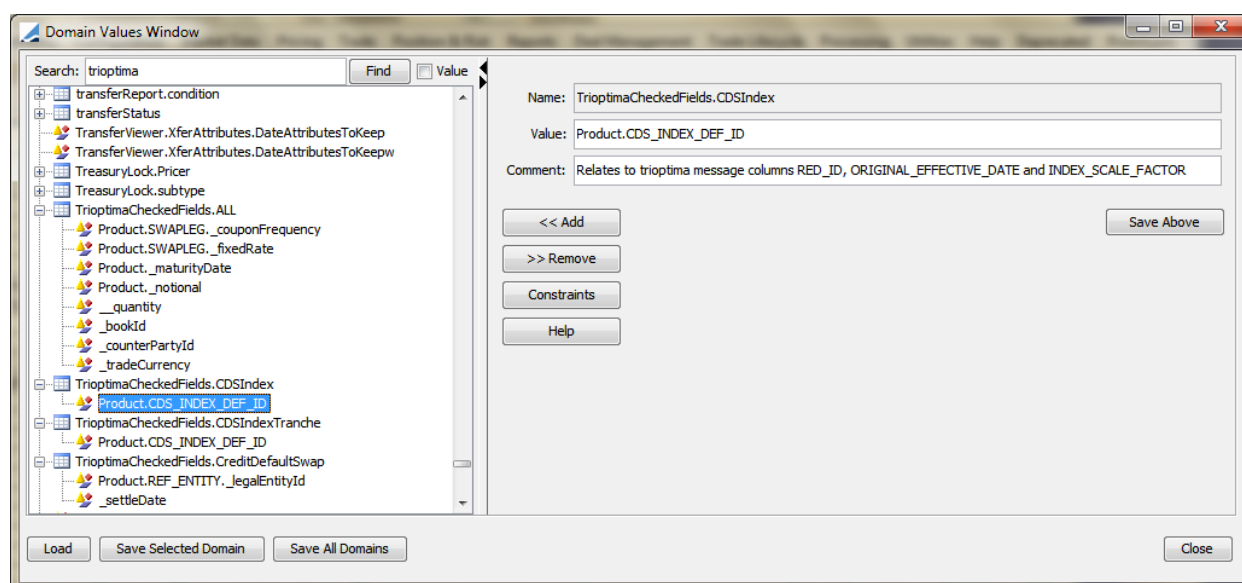 Domain Values Window
Search: trioptima Find Value
transferReport.condition
transferStatus
TransferViewer.XferAttributes.DateAttributesToKeep
TransferViewer.XferAttributes.DateAttributesToKeepw
TreasuryLock.Pricer
TreasuryLock.subtype
TrioptimaCheckedFields.ALL
Product.SWAPLEG._couponFrequency
Product.SWAPLEG._fixedRate
Product._maturityDate
Product._notional
__quantity
_bookId
_counterPartyId
_tradeCurrency
TrioptimaCheckedFields.CDSIndex
Product.CDS_INDEX_DEF_ID
TrioptimaCheckedFields.CDSIndexTranche
Product.CDS_INDEX_DEF_ID
TrioptimaCheckedFields.CreditDefaultSwap
Product.REF_ENTITY._legalEntityId
_settleDate
Name: TrioptimaCheckedFields.CDSIndex
Value: Product.CDS_INDEX_DEF_ID
Comment: Relates to trioptima message columns RED_ID, ORIGINAL_EFFECTIVE_DATE and INDEX_SCALE_FACTOR
<< Add
Save Above
>> Remove
Constraints
Help
Load Save Selected Domain Save All Domains Close